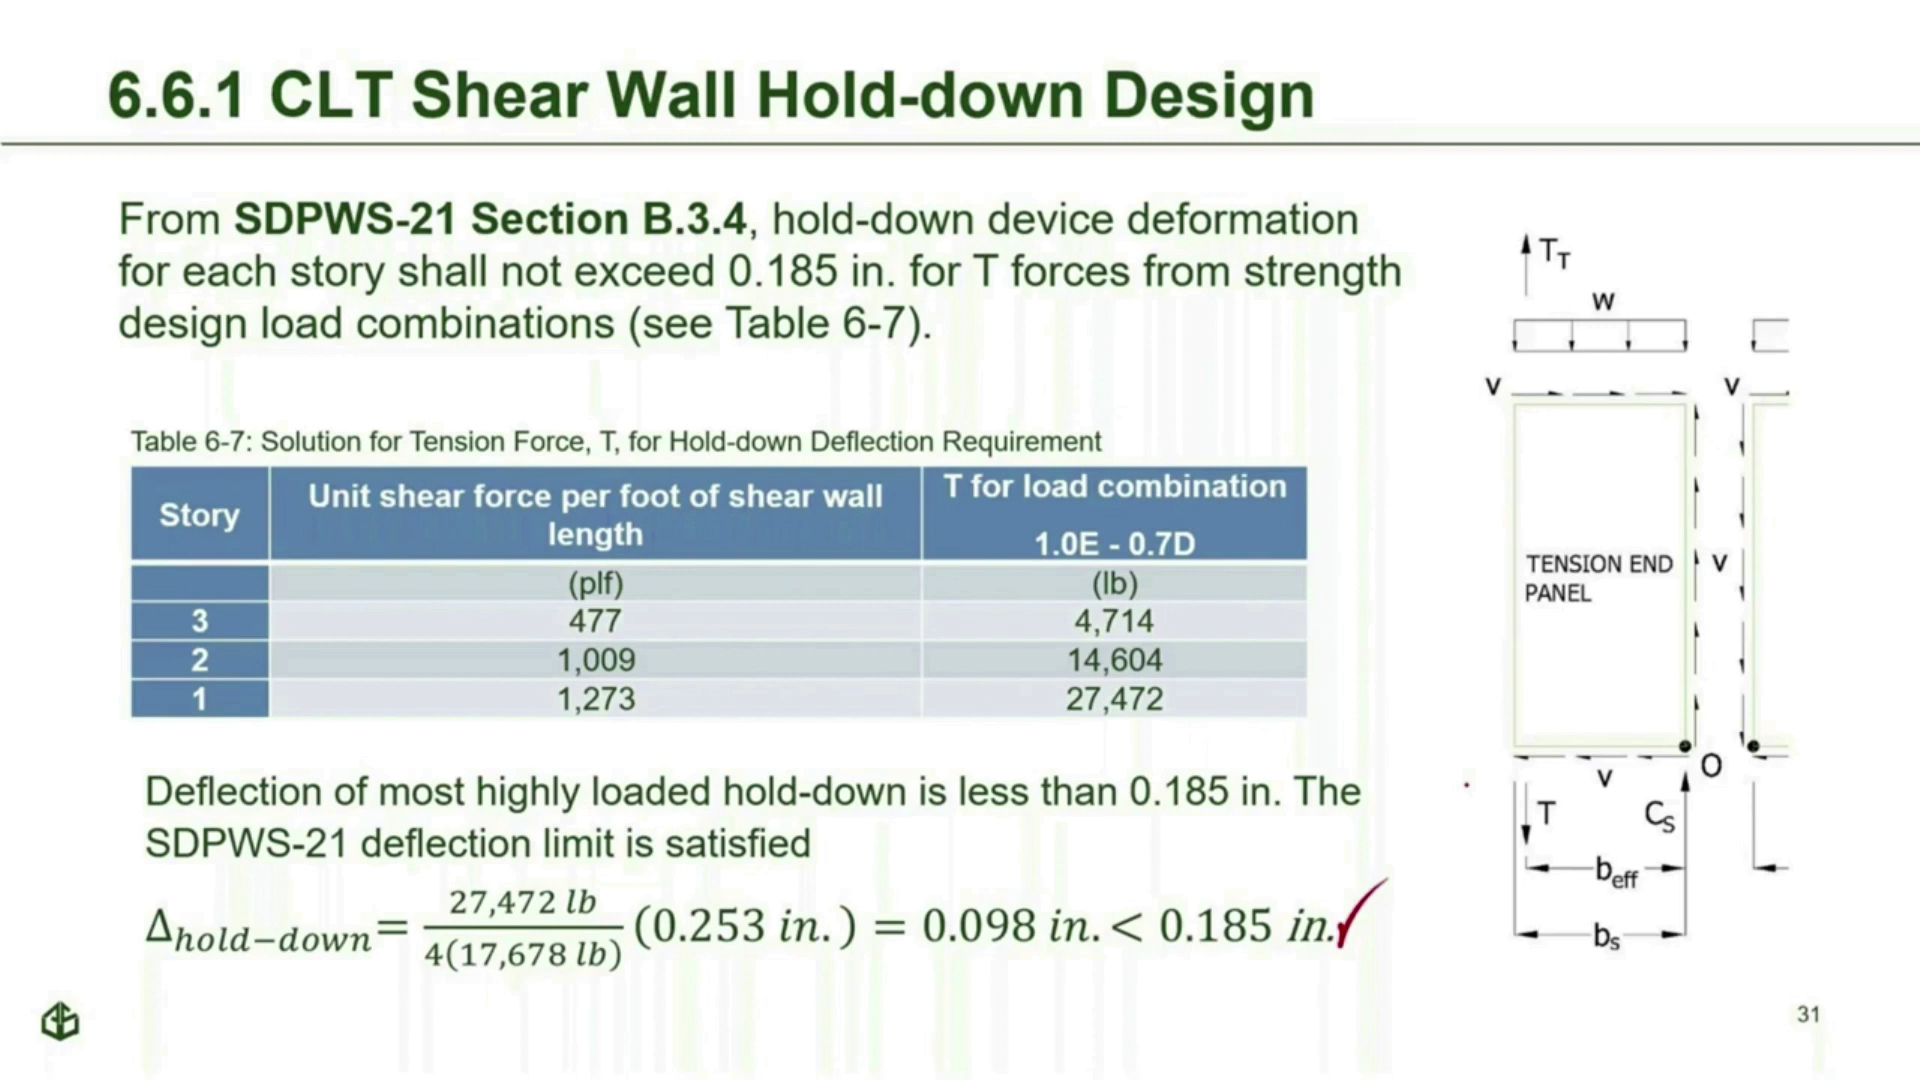 6.6.1 CLT Shear Wall Hold-down Design
From SDPWS-21 Section B.3.4, hold-down device deformation
for each story shall not exceed 0.185 in. for T forces from strength
design load combinations (see Table 6-7).
Table 6-7: Solution for Tension Force, T, for Hold-down Deflection Requirement
Story Unit shear force per foot of shear wall length T for load combination 1.0E - 0.7D
(plf) (lb)
3 477 4,714
2 1,009 14,604
1 1,273 27,472
Deflection of most highly loaded hold-down is less than 0.185 in. The
SDPWS-21 deflection limit is satisfied
Δhold−down= 27,472 lb / 4(17,678 lb) (0.253 in.) = 0.098 in. < 0.185 in.✓
TT
w
v v
TENSION END v
PANEL
O
v
T Cs
beff
bs
31